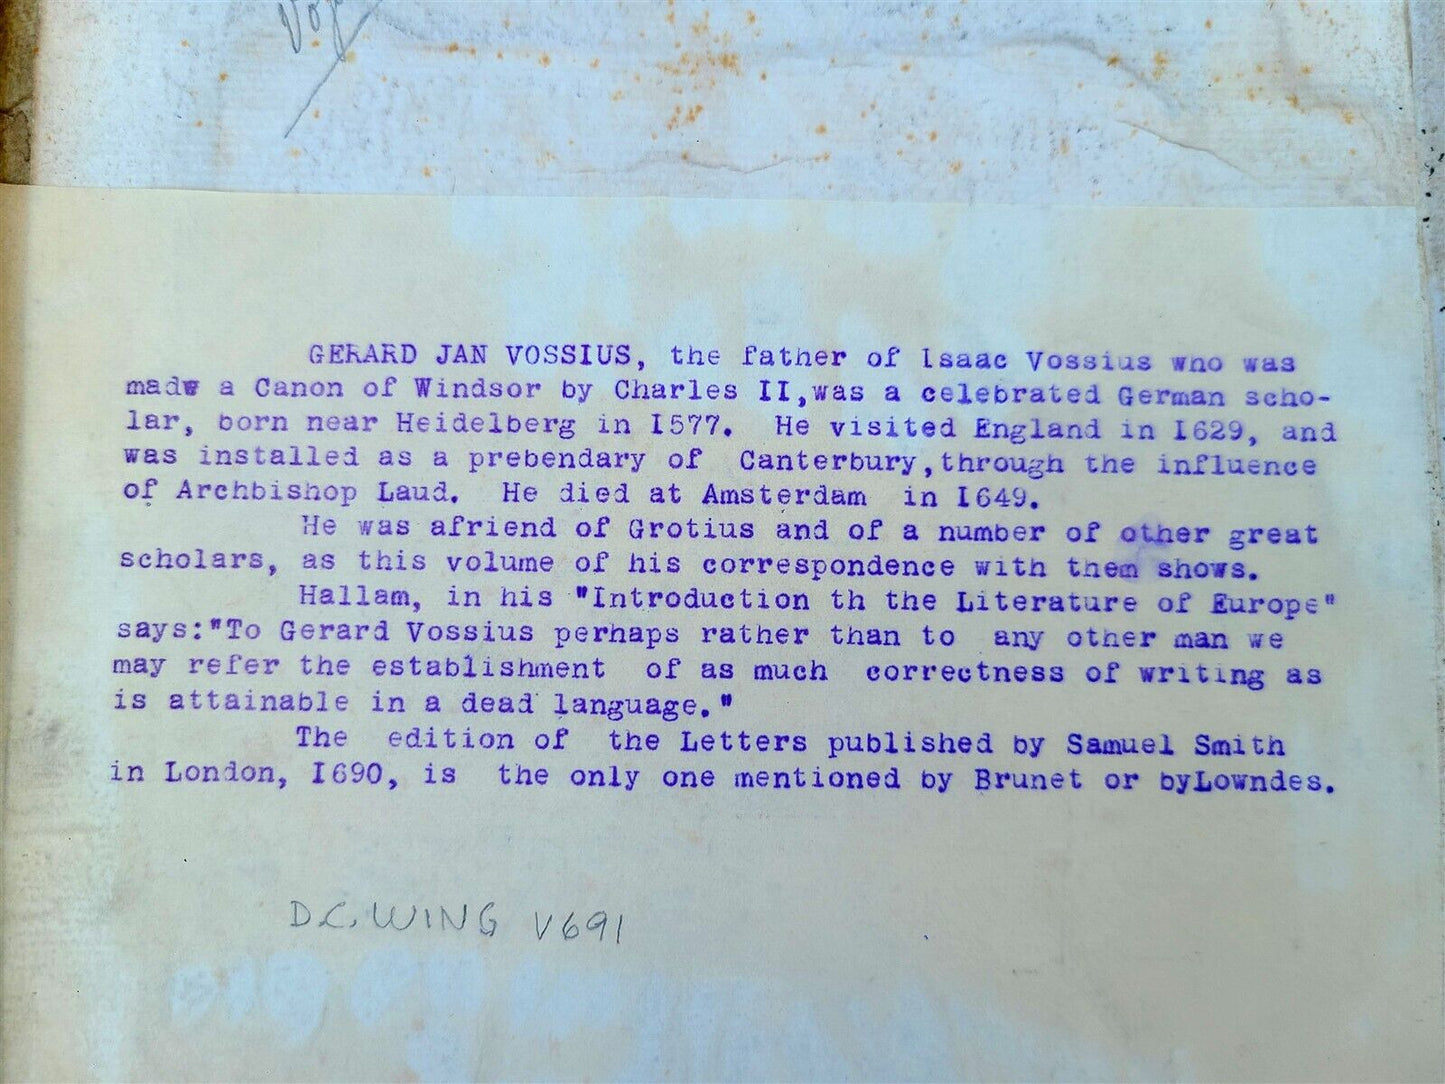 GERARD JAN VOSSIUS, the father of Isaac Vossius who was
made a Canon of Windsor by Charles II,was a celebrated German scho-
lar, born near Heidelberg in I577. He visited England in I629, and
was installed as a prebendary of Canterbury,through the influence
of Archbishop Laud. He died at Amsterdam in I649.
He was afriend of Grotius and of a number of other great
scholars, as this volume of his correspondence with them shows.
Hallam, in his "Introduction th the Literature of Europe"
says:"To Gerard Vossius perhaps rather than to any other man we
may refer the establishment of as much correctness of writing as
is attainable in a dead language."
The edition of the Letters published by Samuel Smith
in London, I690, is the only one mentioned by Brunet or byLowndes.
D.C. WING V691